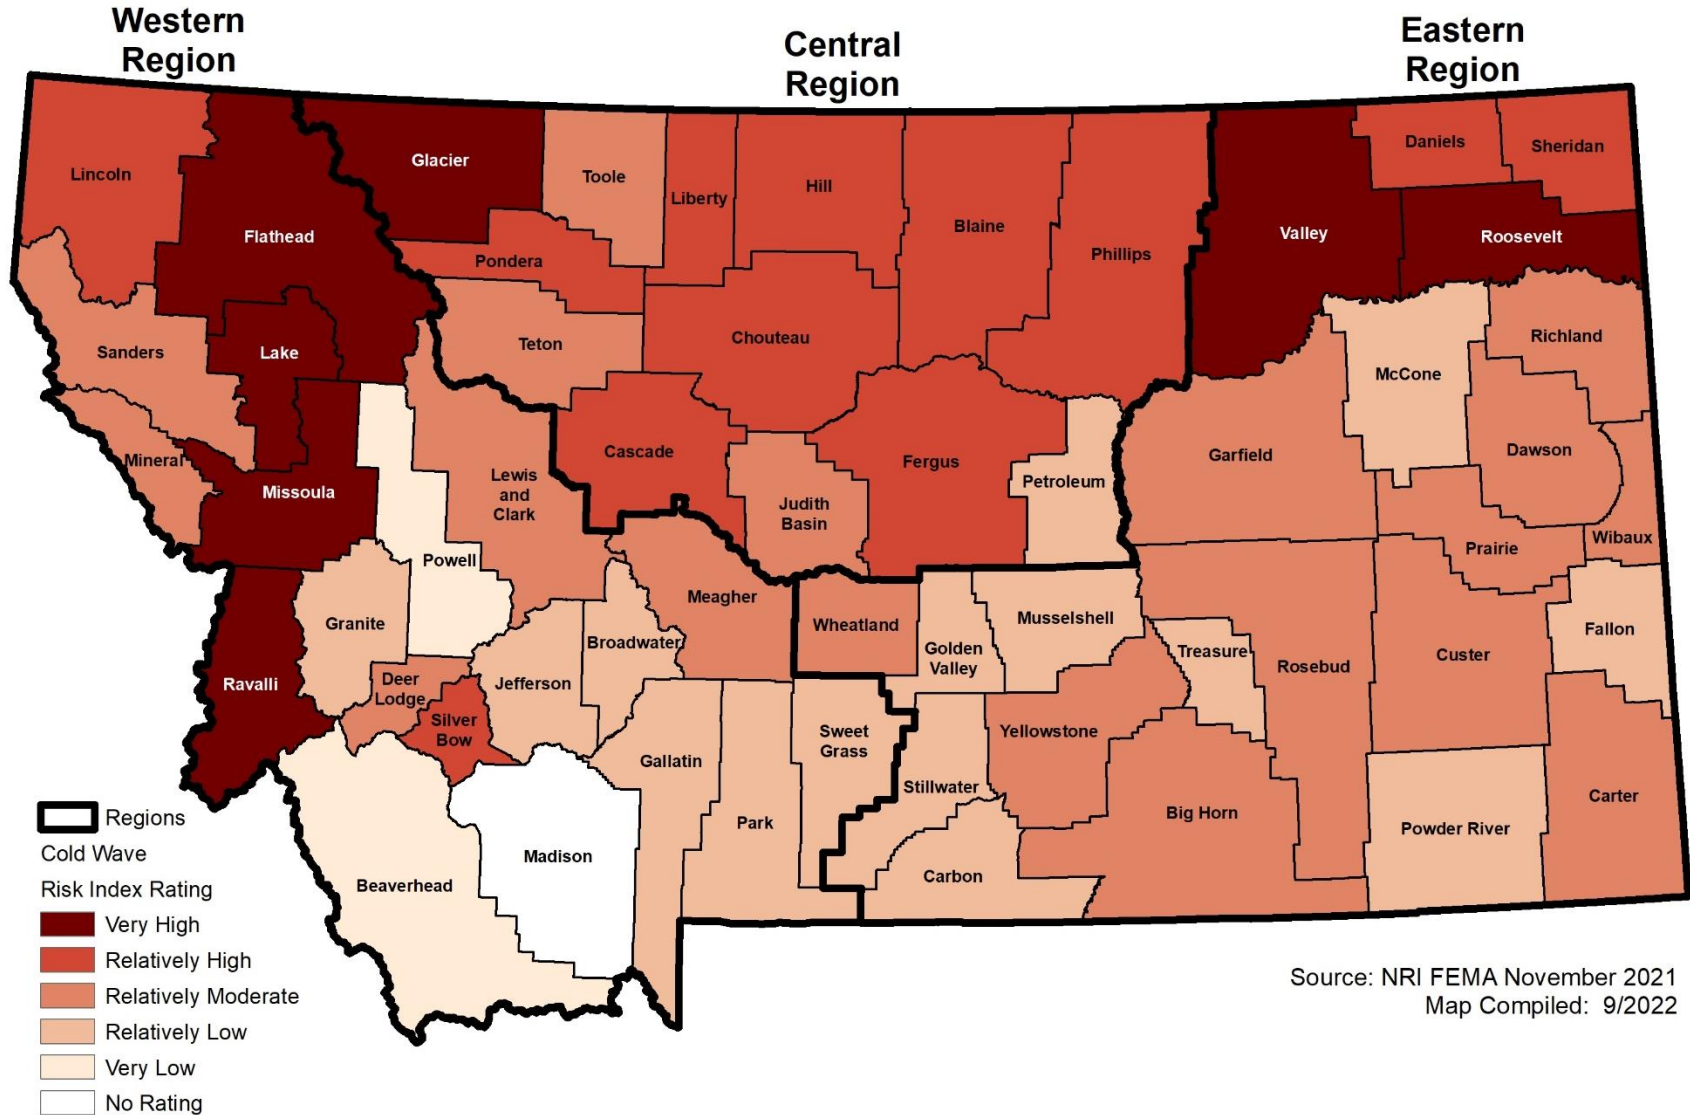 Western
Region
Central
Region
Eastern
Region
Lincoln
Flathead
Glacier
Toole
Liberty
Hill
Blaine
Phillips
Valley
Daniels
Sheridan
Roosevelt
Pondera
Sanders
Lake
Teton
Chouteau
McCone
Richland
Mineral
Missoula
Lewis
and
Clark
Cascade
Judith
Basin
Fergus
Petroleum
Garfield
Dawson
Powell
Prairie
Wibaux
Granite
Broadwater
Meagher
Wheatland
Golden
Valley
Musselshell
Treasure
Rosebud
Custer
Fallon
Ravalli
Deer
Lodge
Silver
Bow
Jefferson
Gallatin
Sweet
Grass
Yellowstone
Stillwater
Park
Big Horn
Powder River
Carter
Beaverhead
Madison
Carbon
Regions
Cold Wave
Risk Index Rating
Very High
Relatively High
Relatively Moderate
Relatively Low
Very Low
No Rating
Source: NRI FEMA November 2021
Map Compiled: 9/2022